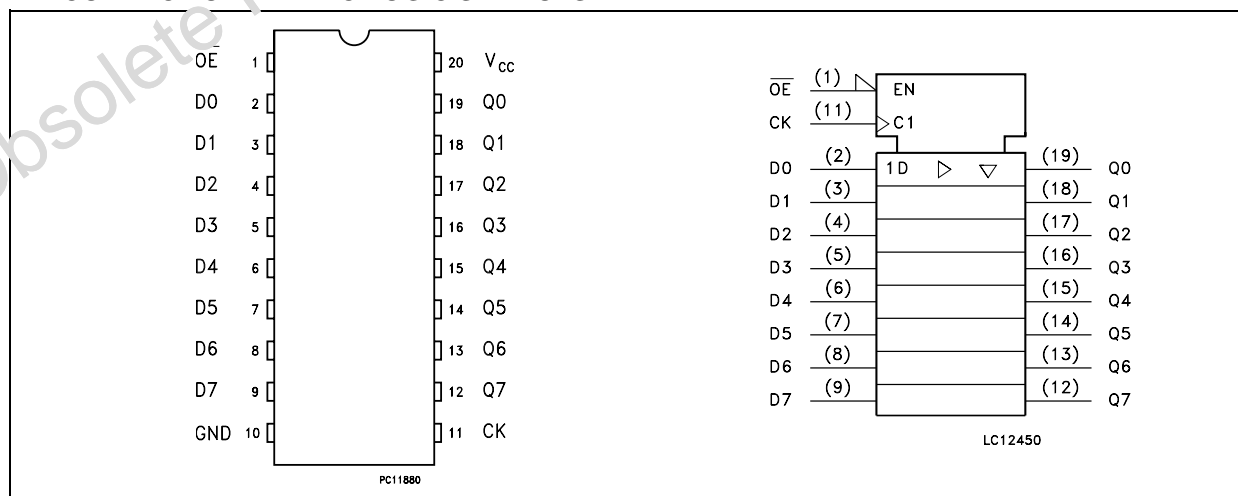 Obsolete
OE 1 20 VCC
D0 2 19 Q0
D1 3 18 Q1
D2 4 17 Q2
D3 5 16 Q3
D4 6 15 Q4
D5 7 14 Q5
D6 8 13 Q6
D7 9 12 Q7
GND 10 11 CK
PC11880
OE (1) EN
CK (11) C1
D0 (2) 1D (19) Q0
D1 (3) (18) Q1
D2 (4) (17) Q2
D3 (5) (16) Q3
D4 (6) (15) Q4
D5 (7) (14) Q5
D6 (8) (13) Q6
D7 (9) (12) Q7
LC12450